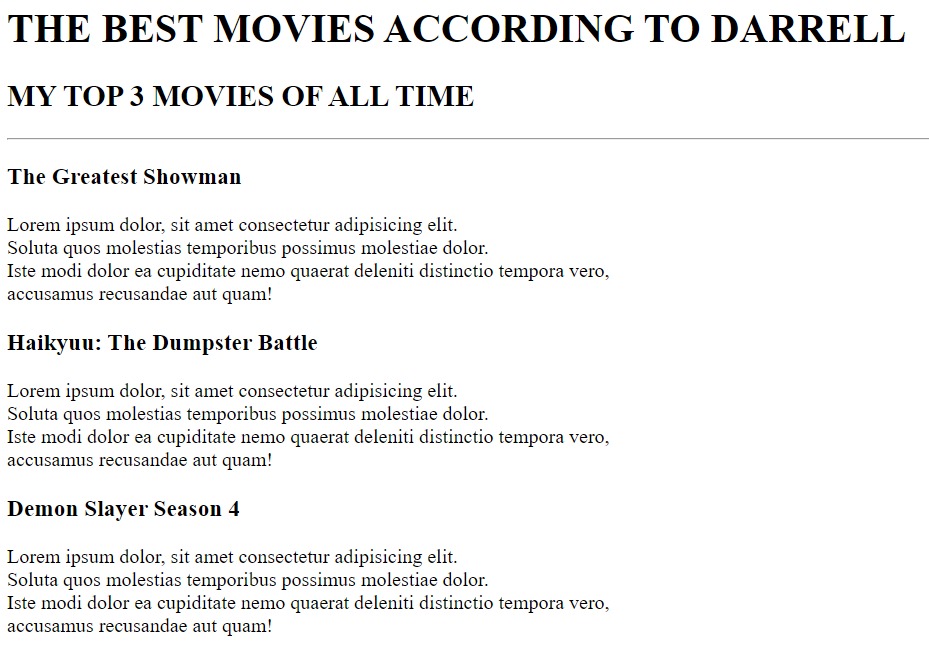 THE BEST MOVIES ACCORDING TO DARRELL
MY TOP 3 MOVIES OF ALL TIME
The Greatest Showman
Lorem ipsum dolor, sit amet consectetur adipisicing elit.
Soluta quos molestias temporibus possimus molestiae dolor.
Iste modi dolor ea cupiditate nemo quaerat deleniti distinctio tempora vero,
accusamus recusandae aut quam!
Haikyuu: The Dumpster Battle
Lorem ipsum dolor, sit amet consectetur adipisicing elit.
Soluta quos molestias temporibus possimus molestiae dolor.
Iste modi dolor ea cupiditate nemo quaerat deleniti distinctio tempora vero,
accusamus recusandae aut quam!
Demon Slayer Season 4
Lorem ipsum dolor, sit amet consectetur adipisicing elit.
Soluta quos molestias temporibus possimus molestiae dolor.
Iste modi dolor ea cupiditate nemo quaerat deleniti distinctio tempora vero,
accusamus recusandae aut quam!